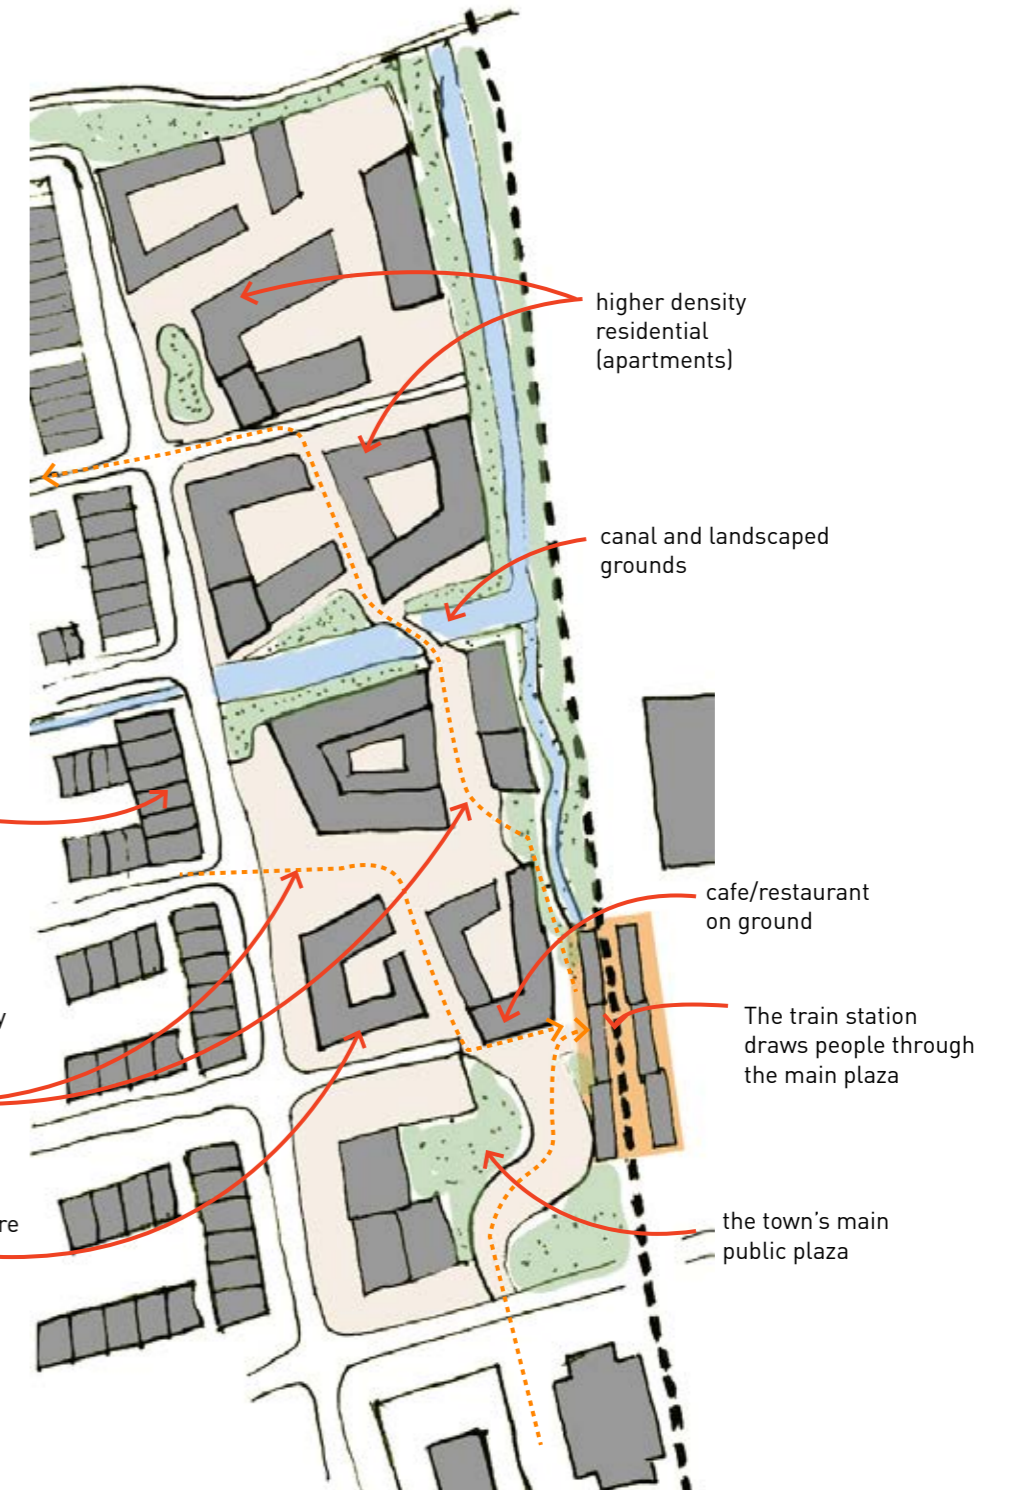 higher density
residential
(apartments)
canal and landscaped
grounds
cafe/restaurant
on ground
y
The train station
draws people through
the main plaza
re
the town's main
public plaza